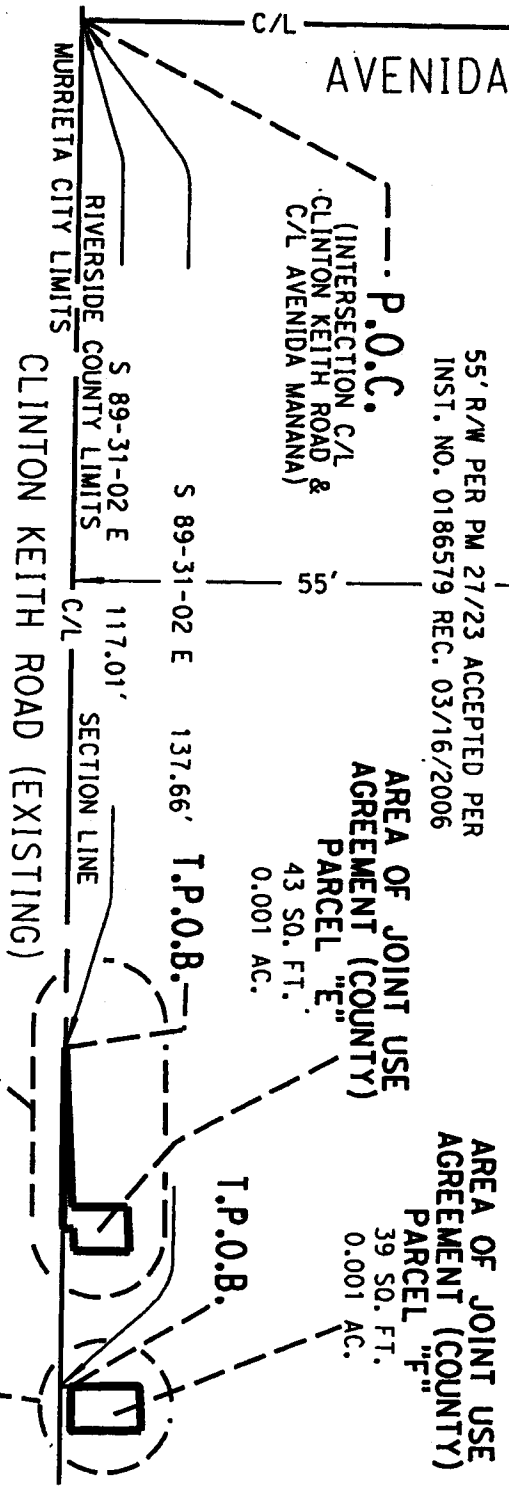 C/L
AVENIDA
P.O.C.
(INTERSECTION C/L
CLINTON KEITH ROAD &
C/L AVENIDA MANANA)
55' R/W PER PM 27/23 ACCEPTED PER
INST. NO. 0186579 REC. 03/16/2006
MURRIETA CITY LIMITS
RIVERSIDE COUNTY LIMITS
S 89-31-02 E 117.01'
S 89-31-02 E 137.66'
55'
C/L
SECTION LINE
CLINTON KEITH ROAD (EXISTING)
T.P.O.B.
AREA OF JOINT USE
AGREEMENT (COUNTY)
PARCEL "E"
43 SQ. FT.
0.001 AC.
T.P.O.B.
AREA OF JOINT USE
AGREEMENT (COUNTY)
PARCEL "F"
39 SQ. FT.
0.001 AC.